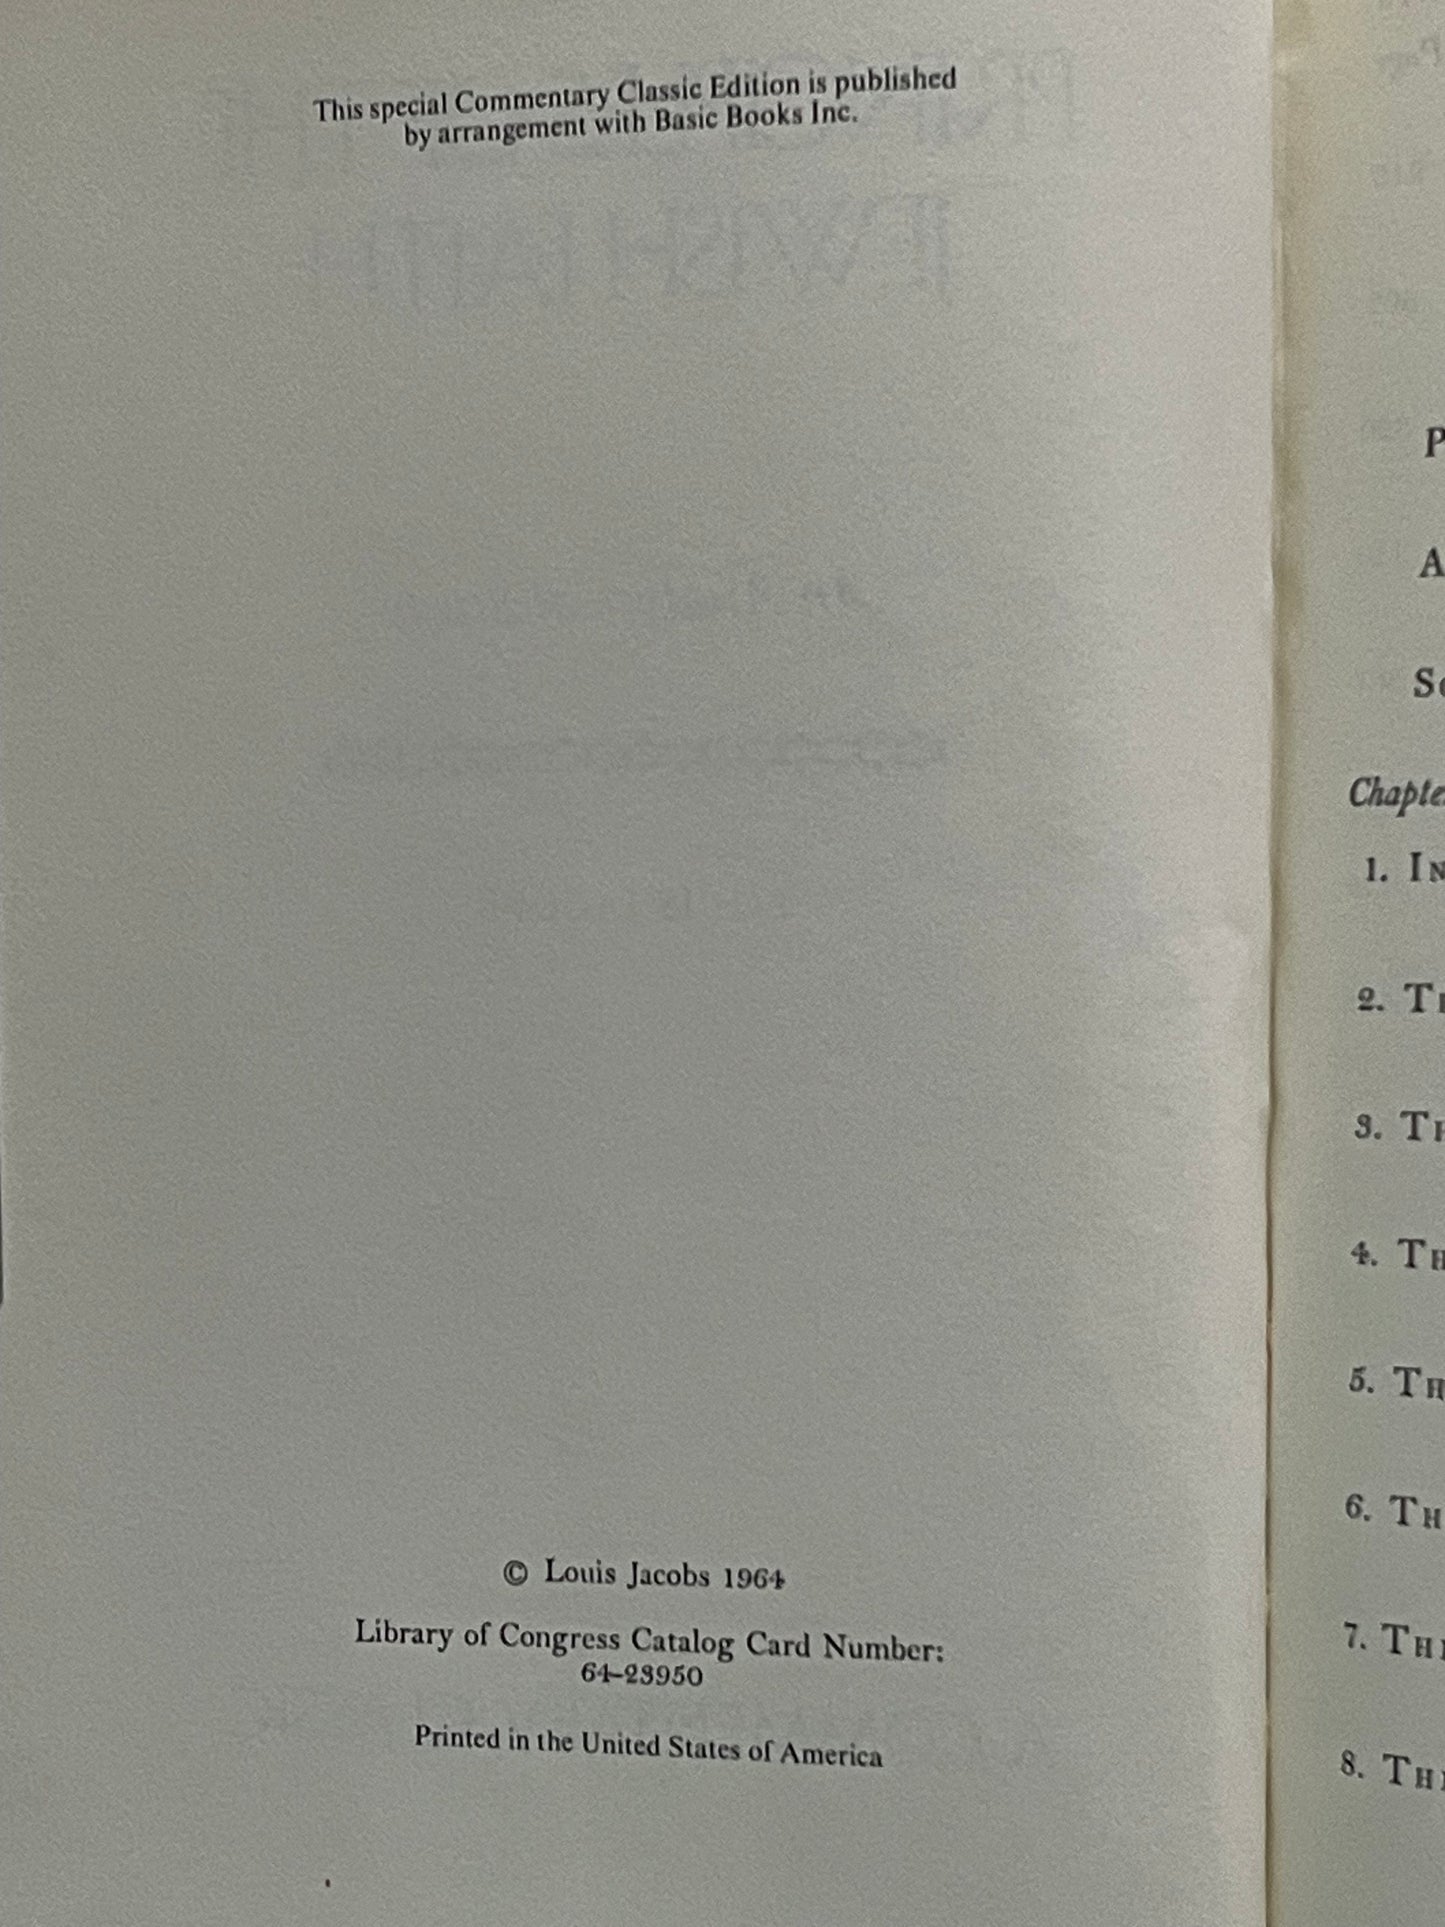 This special Commentary Classic Edition is published
by arrangement with Basic Books Inc.
© Louis Jacobs 1964
Library of Congress Catalog Card Number:
64-23950
Printed in the United States of America
P
A
S
Chapte
1. IN
2. T
3. TH
4. TH
5. TH
6. TH
7. TH
8. TH